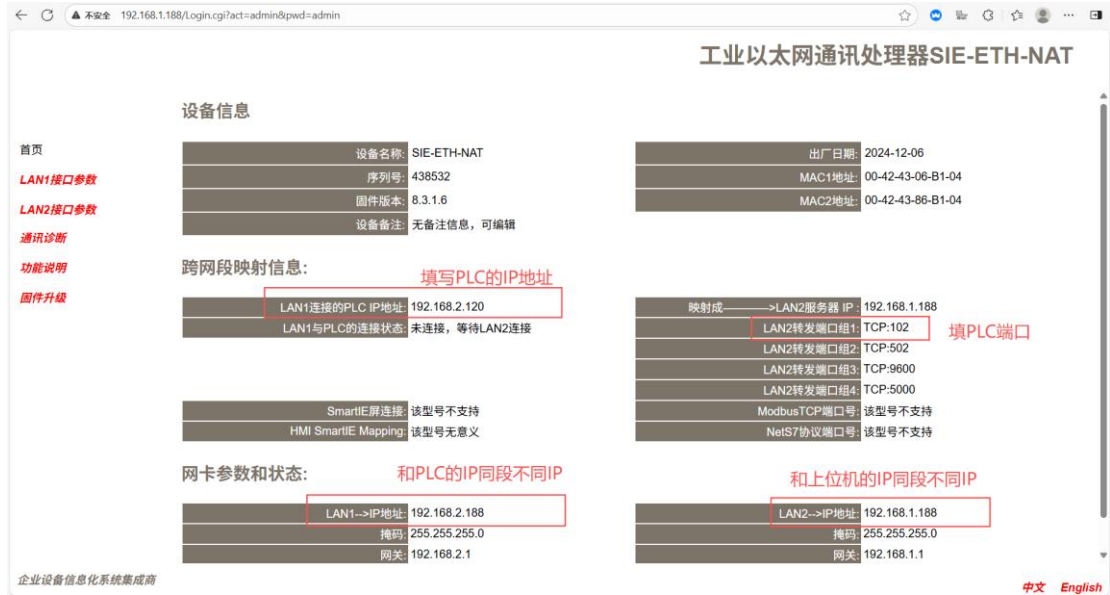 不安全 192.168.1.188/Login.cgi?act=admin&pwd=admin
工业以太网通讯处理器SIE-ETH-NAT
设备信息
首页
LAN1接口参数
LAN2接口参数
通讯诊断
功能说明
固件升级
设备名称: SIE-ETH-NAT
序列号: 438532
固件版本: 8.3.1.6
设备备注: 无备注信息，可编辑
出厂日期: 2024-12-06
MAC1地址: 00-42-43-06-B1-04
MAC2地址: 00-42-43-86-B1-04
跨网段映射信息:
填写PLC的IP地址
LAN1连接的PLC IP地址: 192.168.2.120
LAN1与PLC的连接状态: 未连接，等待LAN2连接
SmartIE屏连接: 该型号不支持
HMI SmartIE Mapping: 该型号无意义
映射成————>LAN2服务器 IP : 192.168.1.188
LAN2转发端口组1: TCP:102
填PLC端口
LAN2转发端口组2: TCP:502
LAN2转发端口组3: TCP:9600
LAN2转发端口组4: TCP:5000
ModbusTCP端口号: 该型号不支持
NetS7协议端口号: 该型号不支持
网卡参数和状态:
和PLC的IP同段不同IP
LAN1-->IP地址: 192.168.2.188
掩码: 255.255.255.0
网关: 192.168.2.1
和上位机的IP同段不同IP
LAN2-->IP地址: 192.168.1.188
掩码: 255.255.255.0
网关: 192.168.1.1
企业设备信息化系统集成商
中文 English